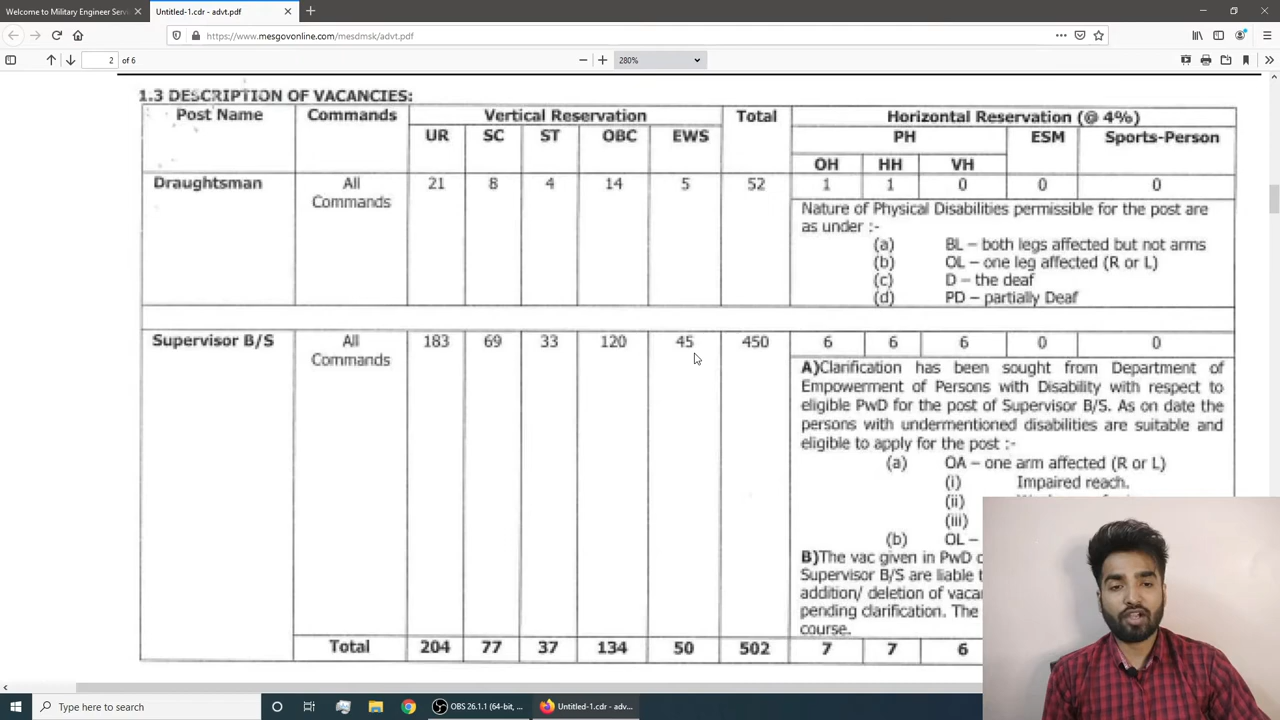 Welcome to Military Engineer Serv
Untitled-1.cdr - advt.pdf
https://www.mesgovonline.com/mesdmsk/advt.pdf
2 of 6
280%
1.3 DESCRIPTION OF VACANCIES:
Post Name Commands Vertical Reservation Total Horizontal Reservation (@ 4%)
UR SC ST OBC EWS PH ESM Sports-Person
OH HH VH
Draughtsman All Commands 21 8 4 14 5 52 1 1 0 0 0
Nature of Physical Disabilities permissible for the post are
as under :-
(a) BL – both legs affected but not arms
(b) OL – one leg affected (R or L)
(c) D – the deaf
(d) PD – partially Deaf
Supervisor B/S All Commands 183 69 33 120 45 450 6 6 6 0 0
A)Clarification has been sought from Department of
Empowerment of Persons with Disability with respect to
eligible PwD for the post of Supervisor B/S. As on date the
persons with undermentioned disabilities are suitable and
eligible to apply for the post :-
(a) OA – one arm affected (R or L)
(i) Impaired reach.
(ii)
(iii)
(b) OL –
B)The vac given in PwD
Supervisor B/S are liable
addition/ deletion of
pending clarification. The
course.
Total 204 77 37 134 50 502 7 7 6
Type here to search
OBS 26.1.1 (64-bit, ...
Untitled-1.cdr - adv...